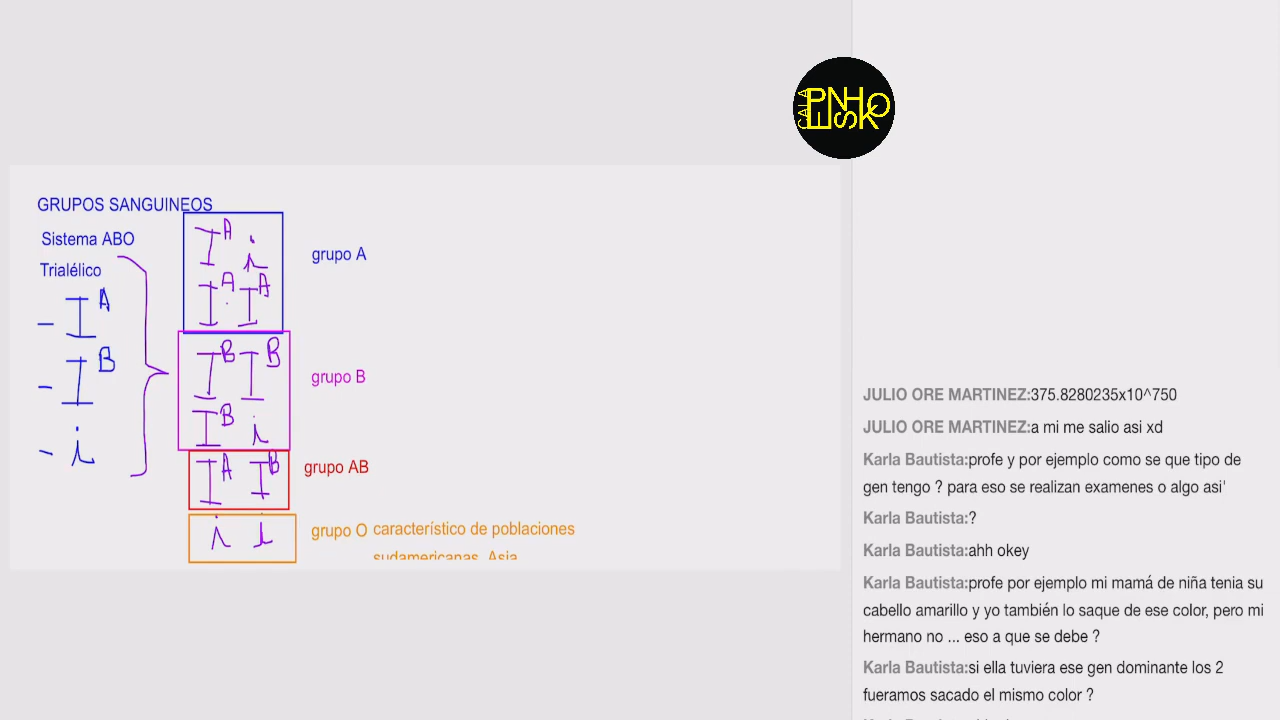 CALA
PENHSKO
GRUPOS SANGUINEOS
Sistema ABO
Trialélico
- I^A
- I^B
- i
I^A i
I^A I^A
grupo A
I^B I^B
I^B i
grupo B
I^A I^B
grupo AB
i i
grupo O característico de poblaciones
sudamericanas, Asia
JULIO ORE MARTINEZ:375.8280235x10^750
JULIO ORE MARTINEZ:a mi me salio asi xd
Karla Bautista:profe y por ejemplo como se que tipo de
gen tengo ? para eso se realizan examenes o algo asi'
Karla Bautista:?
Karla Bautista:ahh okey
Karla Bautista:profe por ejemplo mi mamá de niña tenia su
cabello amarillo y yo también lo saque de ese color, pero mi
hermano no ... eso a que se debe ?
Karla Bautista:si ella tuviera ese gen dominante los 2
fueramos sacado el mismo color ?